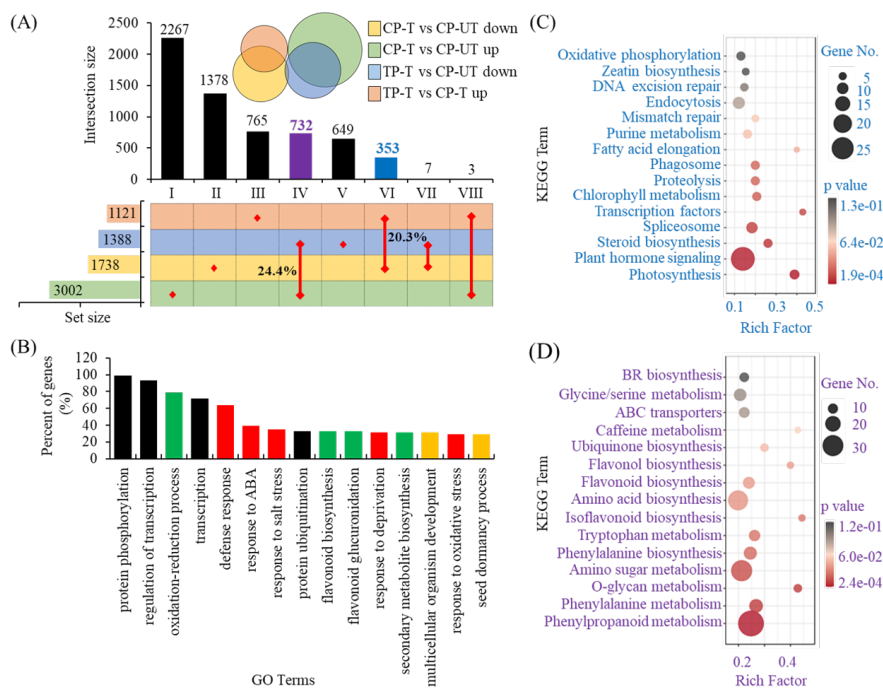 (A)
Intersection size
2500
2000
1500
1000
500
0
2267
1378
765
732
649
353
7
3
CP-T vs CP-UT down
CP-T vs CP-UT up
TP-T vs CP-UT down
TP-T vs CP-T up
I II III IV V VI VII VIII
1121
1388
1738
3002
20.3%
24.4%
Set size
(B)
Percent of genes
(%)
120
100
80
60
40
20
0
protein phosphorylation
regulation of transcription
oxidation-reduction process
transcription
defense response
response to ABA
response to salt stress
protein ubiquitination
flavonoid biosynthesis
flavonoid glucuronidation
response to deprivation
secondary metabolite biosynthesis
multicellular organism development
response to oxidative stress
seed dormancy process
GO Terms
(C)
KEGG Term
Oxidative phosphorylation
Zeatin biosynthesis
DNA excision repair
Endocytosis
Mismatch repair
Purine metabolism
Fatty acid elongation
Phagosome
Proteolysis
Chlorophyll metabolism
Transcription factors
Spliceosome
Steroid biosynthesis
Plant hormone signaling
Photosynthesis
0.1 0.3 0.5
Rich Factor
Gene No.
5
10
15
20
25
p value
1.3e-01
6.4e-02
1.9e-04
(D)
KEGG Term
BR biosynthesis
Glycine/serine metabolism
ABC transporters
Caffeine metabolism
Ubiquinone biosynthesis
Flavonol biosynthesis
Flavonoid biosynthesis
Amino acid biosynthesis
Isoflavonoid biosynthesis
Tryptophan metabolism
Phenylalanine biosynthesis
Amino sugar metabolism
O-glycan metabolism
Phenylalanine metabolism
Phenylpropanoid metabolism
0.2 0.4
Rich Factor
Gene No.
10
20
30
p value
1.2e-01
6.0e-02
2.4e-04